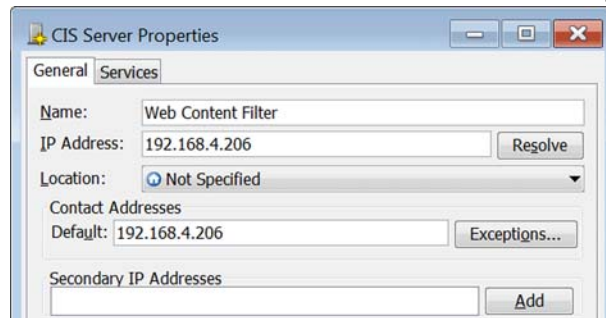 CIS Server Properties
General Services
Name: Web Content Filter
IP Address: 192.168.4.206 Resolve
Location: Not Specified
Contact Addresses
Default: 192.168.4.206 Exceptions...
Secondary IP Addresses
Add